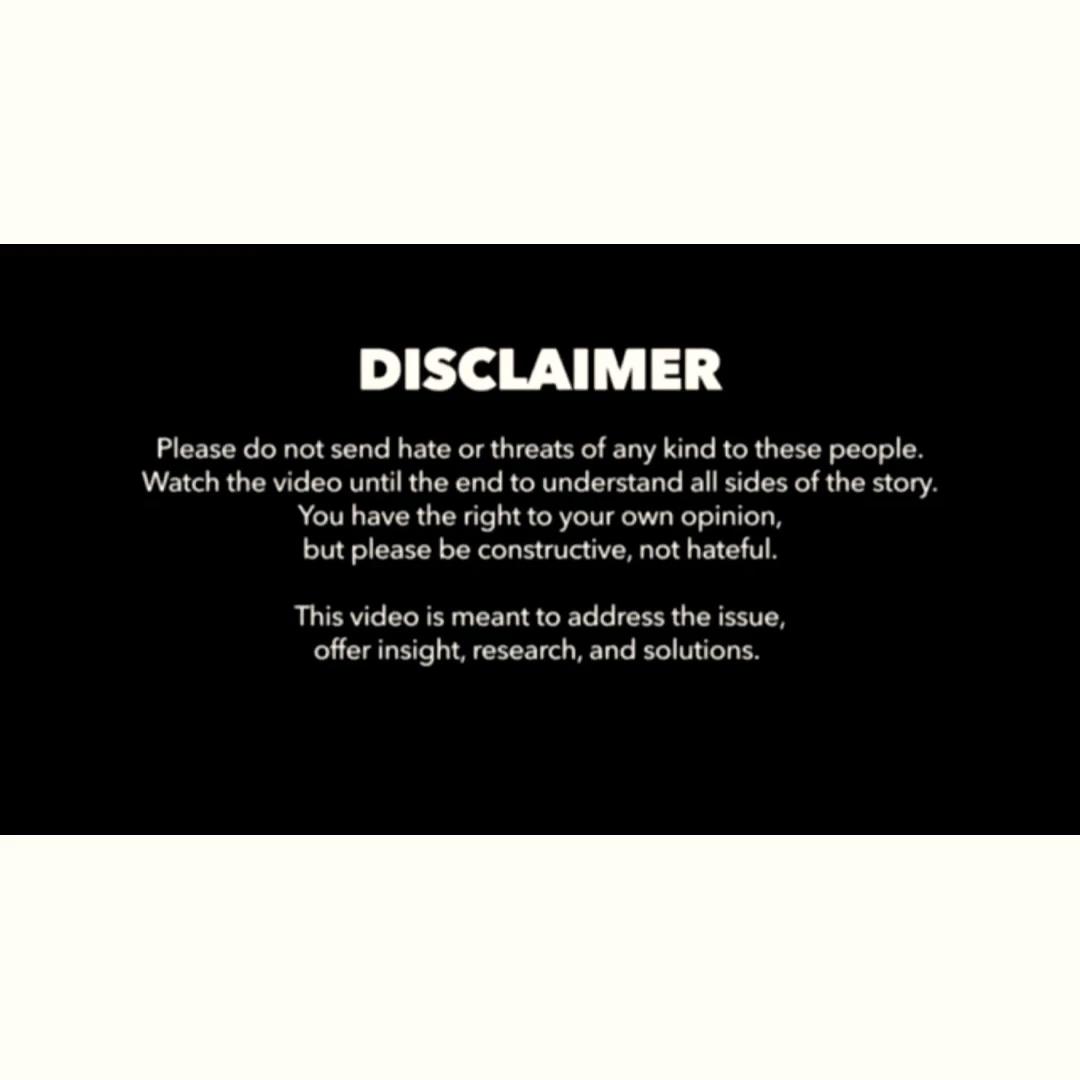 DISCLAIMER
Please do not send hate or threats of any kind to these people.
Watch the video until the end to understand all sides of the story.
You have the right to your own opinion,
but please be constructive, not hateful.
This video is meant to address the issue,
offer insight, research, and solutions.